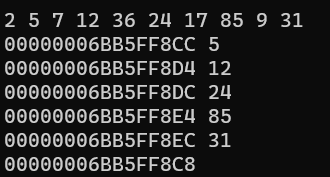 2 5 7 12 36 24 17 85 9 31
00000006BB5FF8CC 5
00000006BB5FF8D4 12
00000006BB5FF8DC 24
00000006BB5FF8E4 85
00000006BB5FF8EC 31
00000006BB5FF8C8